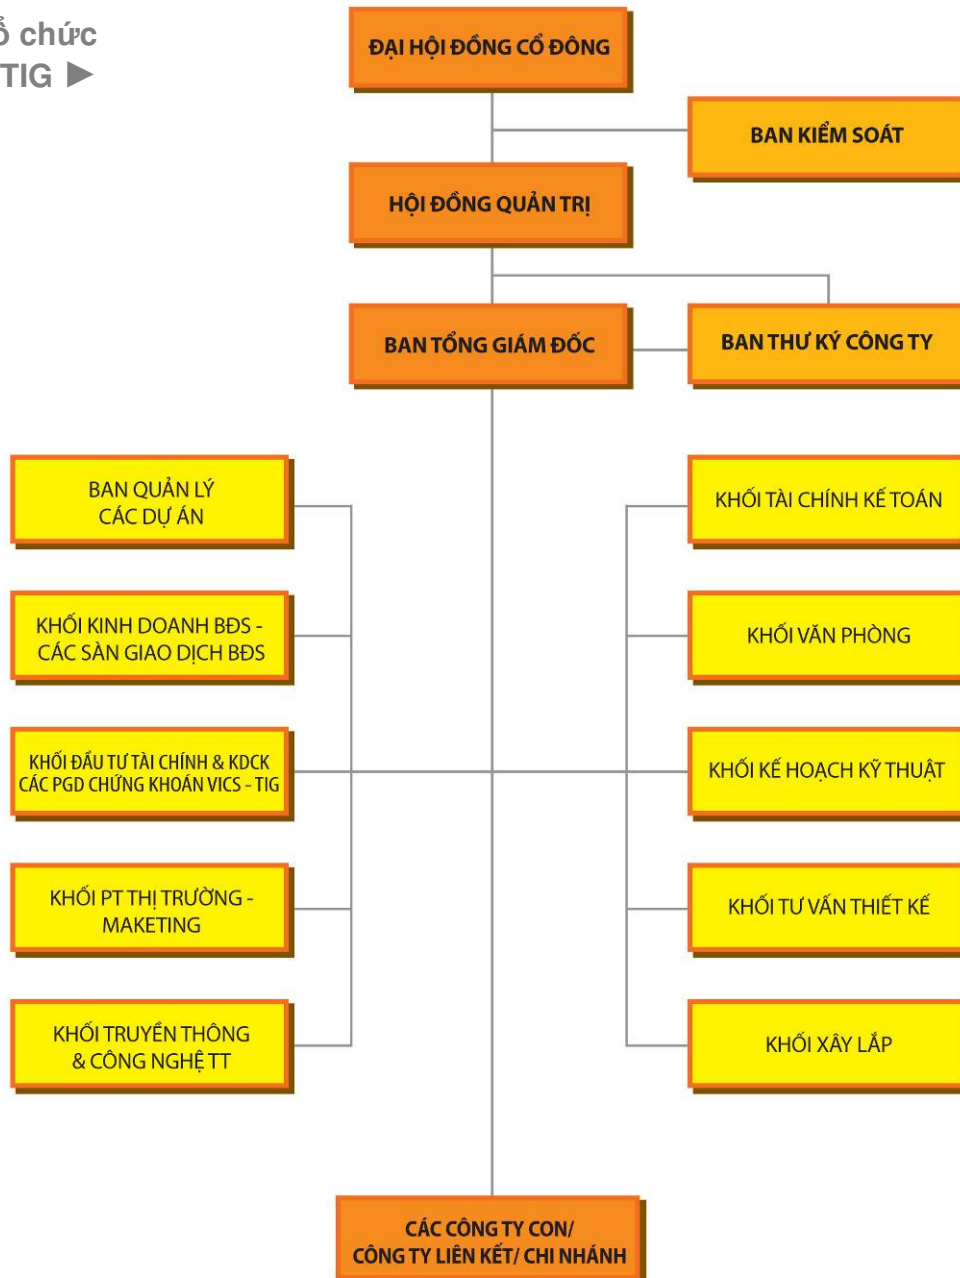 ổ chức
TIG ►
ĐẠI HỘI ĐỒNG CỔ ĐÔNG
BAN KIỂM SOÁT
HỘI ĐỒNG QUẢN TRỊ
BAN TỔNG GIÁM ĐỐC
BAN THƯ KÝ CÔNG TY
BAN QUẢN LÝ
CÁC DỰ ÁN
KHỐI TÀI CHÍNH KẾ TOÁN
KHỐI KINH DOANH BĐS -
CÁC SÀN GIAO DỊCH BĐS
KHỐI VĂN PHÒNG
KHỐI ĐẦU TƯ TÀI CHÍNH & KDCK
CÁC PGD CHỨNG KHOÁN VICS - TIG
KHỐI KẾ HOẠCH KỸ THUẬT
KHỐI PT THỊ TRƯỜNG -
MAKETING
KHỐI TƯ VẤN THIẾT KẾ
KHỐI TRUYỀN THÔNG
& CÔNG NGHỆ TT
KHỐI XÂY LẮP
CÁC CÔNG TY CON/
CÔNG TY LIÊN KẾT/ CHI NHÁNH